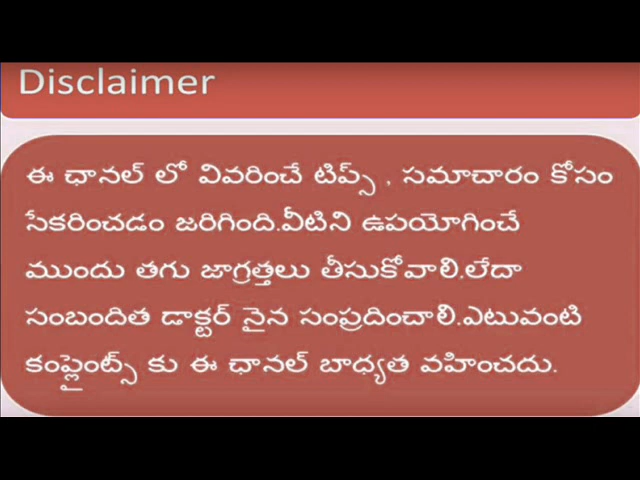 Disclaimer
ఈ ఛానల్ లో వివరించే టిప్స్ , సమాచారం కోసం
సేకరించడం జరిగింది.వీటిని ఉపయోగించే
ముందు తగు జాగ్రత్తలు తీసుకోవాలి.లేదా
సంబందిత డాక్టర్ నైన సంప్రదించాలి.ఎటువంటి
కంప్లైంట్స్ కు ఈ ఛానల్ బాధ్యత వహించదు.